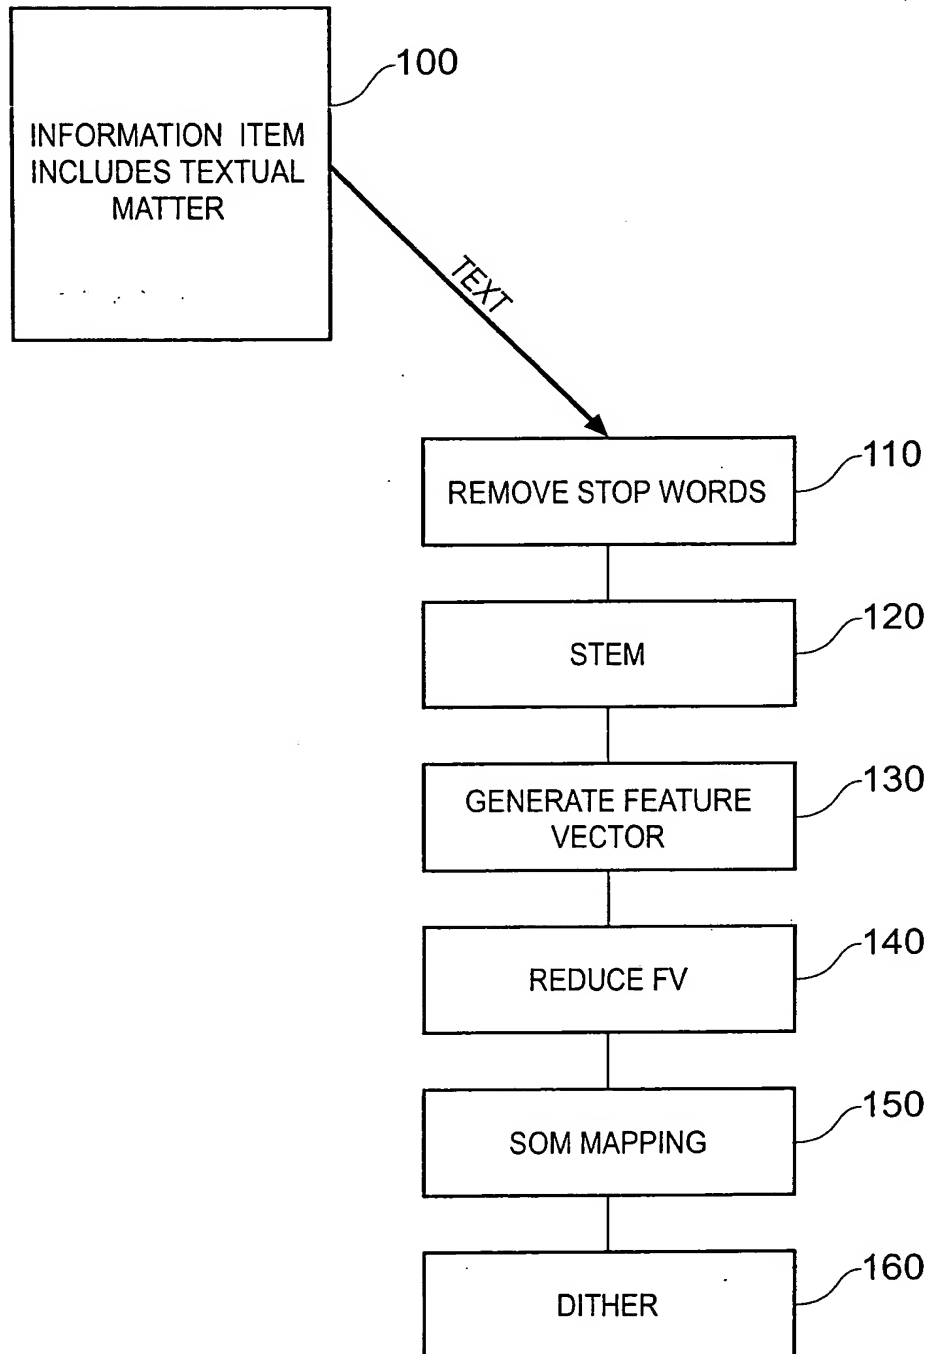 100
INFORMATION ITEM
INCLUDES TEXTUAL
MATTER
TEXT
REMOVE STOP WORDS
110
STEM
120
GENERATE FEATURE
VECTOR
130
REDUCE FV
140
SOM MAPPING
150
DITHER
160